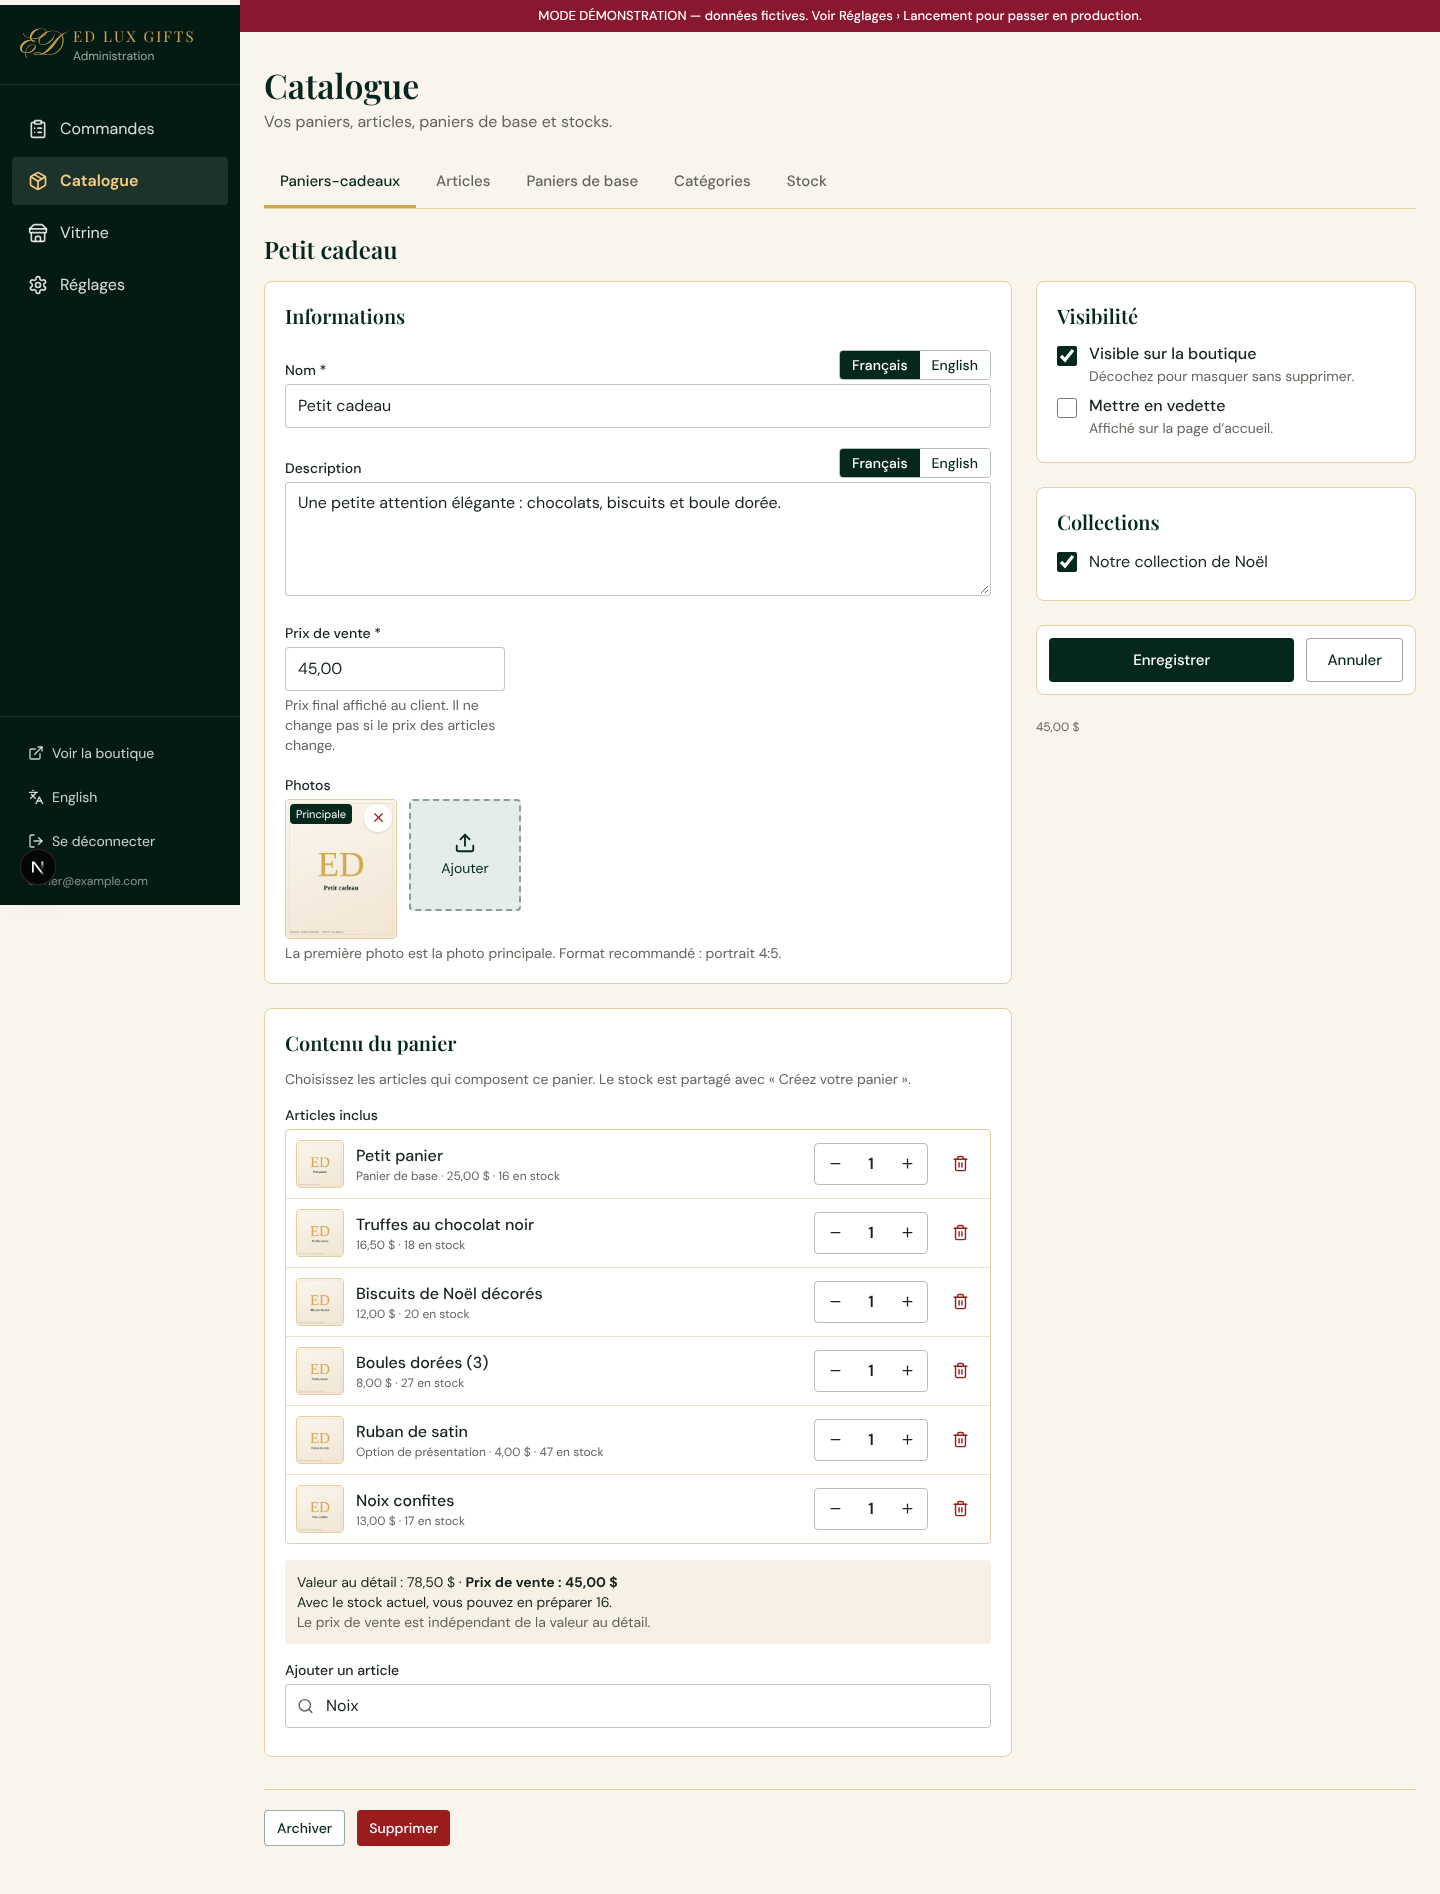 MODE DÉMONSTRATION — données fictives. Voir Réglages › Lancement pour passer en production.
ED LUX GIFTS
Administration
Commandes
Catalogue
Vitrine
Réglages
Voir la boutique
English
Se déconnecter
er@example.com
Catalogue
Vos paniers, articles, paniers de base et stocks.
Paniers-cadeaux Articles Paniers de base Catégories Stock
Petit cadeau
Informations
Nom * Français English
Petit cadeau
Description Français English
Une petite attention élégante : chocolats, biscuits et boule dorée.
Prix de vente *
45,00
Prix final affiché au client. Il ne
change pas si le prix des articles
change.
Photos
Principale
ED
Petit cadeau
Ajouter
La première photo est la photo principale. Format recommandé : portrait 4:5.
Visibilité
Visible sur la boutique
Décochez pour masquer sans supprimer.
Mettre en vedette
Affiché sur la page d’accueil.
Collections
Notre collection de Noël
Enregistrer Annuler
45,00 $
Contenu du panier
Choisissez les articles qui composent ce panier. Le stock est partagé avec « Créez votre panier ».
Articles inclus
ED
Petit panier
Panier de base · 25,00 $ · 16 en stock
− 1 +
ED
Truffes au chocolat noir
16,50 $ · 18 en stock
− 1 +
ED
Biscuits de Noël décorés
12,00 $ · 20 en stock
− 1 +
ED
Boules dorées (3)
8,00 $ · 27 en stock
− 1 +
ED
Ruban de satin
Option de présentation · 4,00 $ · 47 en stock
− 1 +
ED
Noix confites
13,00 $ · 17 en stock
− 1 +
Valeur au détail : 78,50 $ · Prix de vente : 45,00 $
Avec le stock actuel, vous pouvez en préparer 16.
Le prix de vente est indépendant de la valeur au détail.
Ajouter un article
Noix
Archiver Supprimer